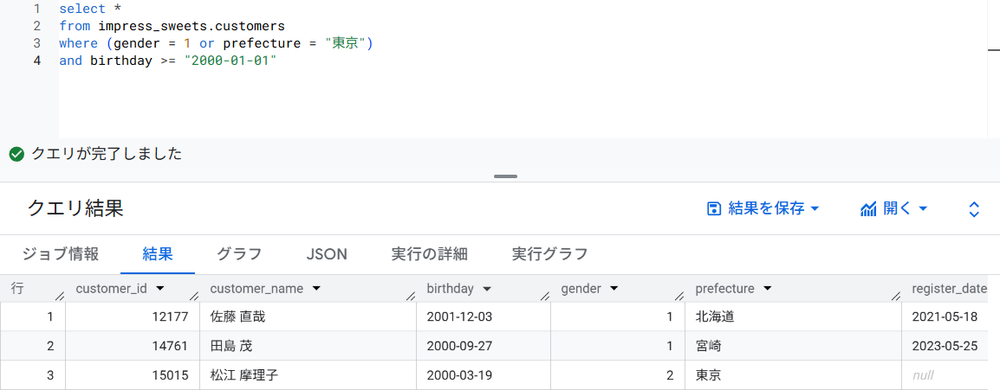 1 select *
2 from impress_sweets.customers
3 where (gender = 1 or prefecture = "東京")
4 and birthday >= "2000-01-01"
クエリが完了しました
クエリ結果 結果を保存 開く
ジョブ情報 結果 グラフ JSON 実行の詳細 実行グラフ
行 customer_id customer_name birthday gender prefecture register_date
1 12177 佐藤 直哉 2001-12-03 1 北海道 2021-05-18
2 14761 田島 茂 2000-09-27 1 宮崎 2023-05-25
3 15015 松江 摩理子 2000-03-19 2 東京 null